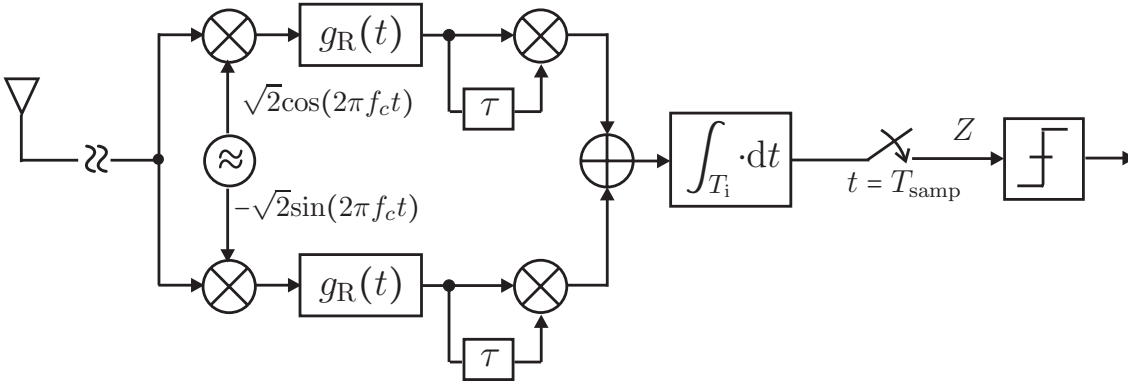 g_R(t)
√2cos(2πf_ct)
τ
∫_{T_i} ·dt
Z
t = T_samp
−√2sin(2πf_ct)
g_R(t)
τ